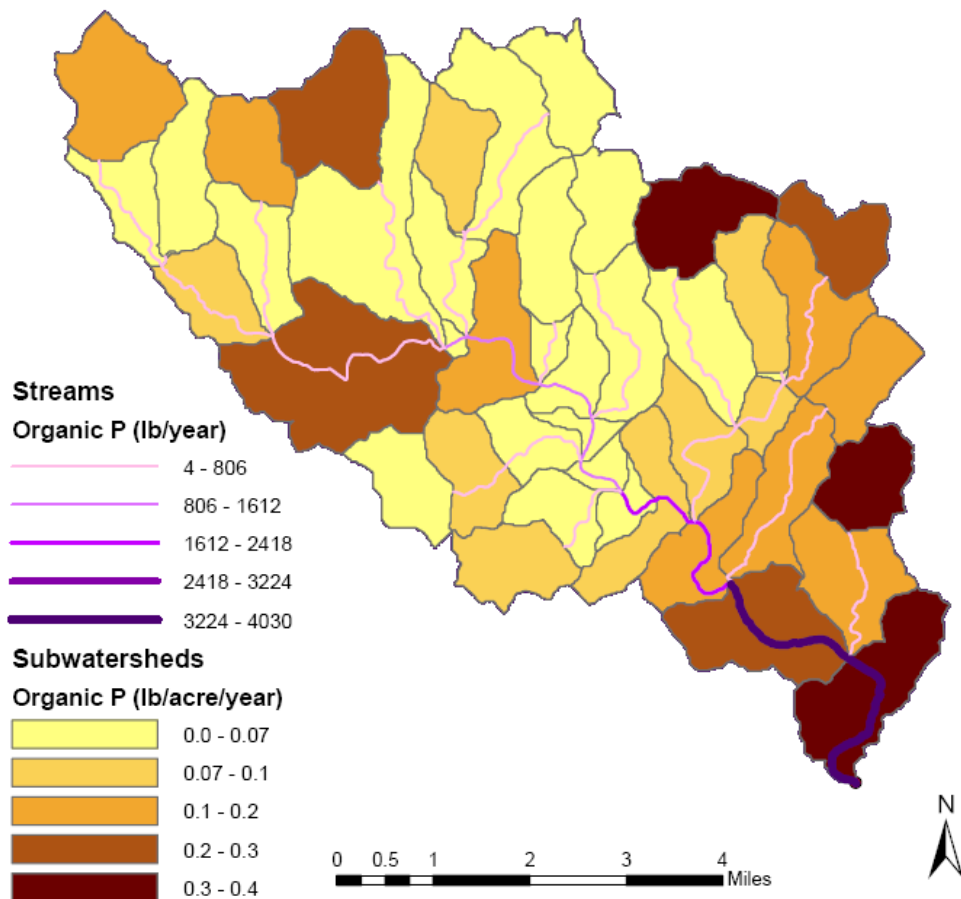 Streams
Organic P (lb/year)
4 - 806
806 - 1612
1612 - 2418
2418 - 3224
3224 - 4030
Subwatersheds
Organic P (lb/acre/year)
0.0 - 0.07
0.07 - 0.1
0.1 - 0.2
0.2 - 0.3
0.3 - 0.4
0 0.5 1 2 3 4
Miles
N